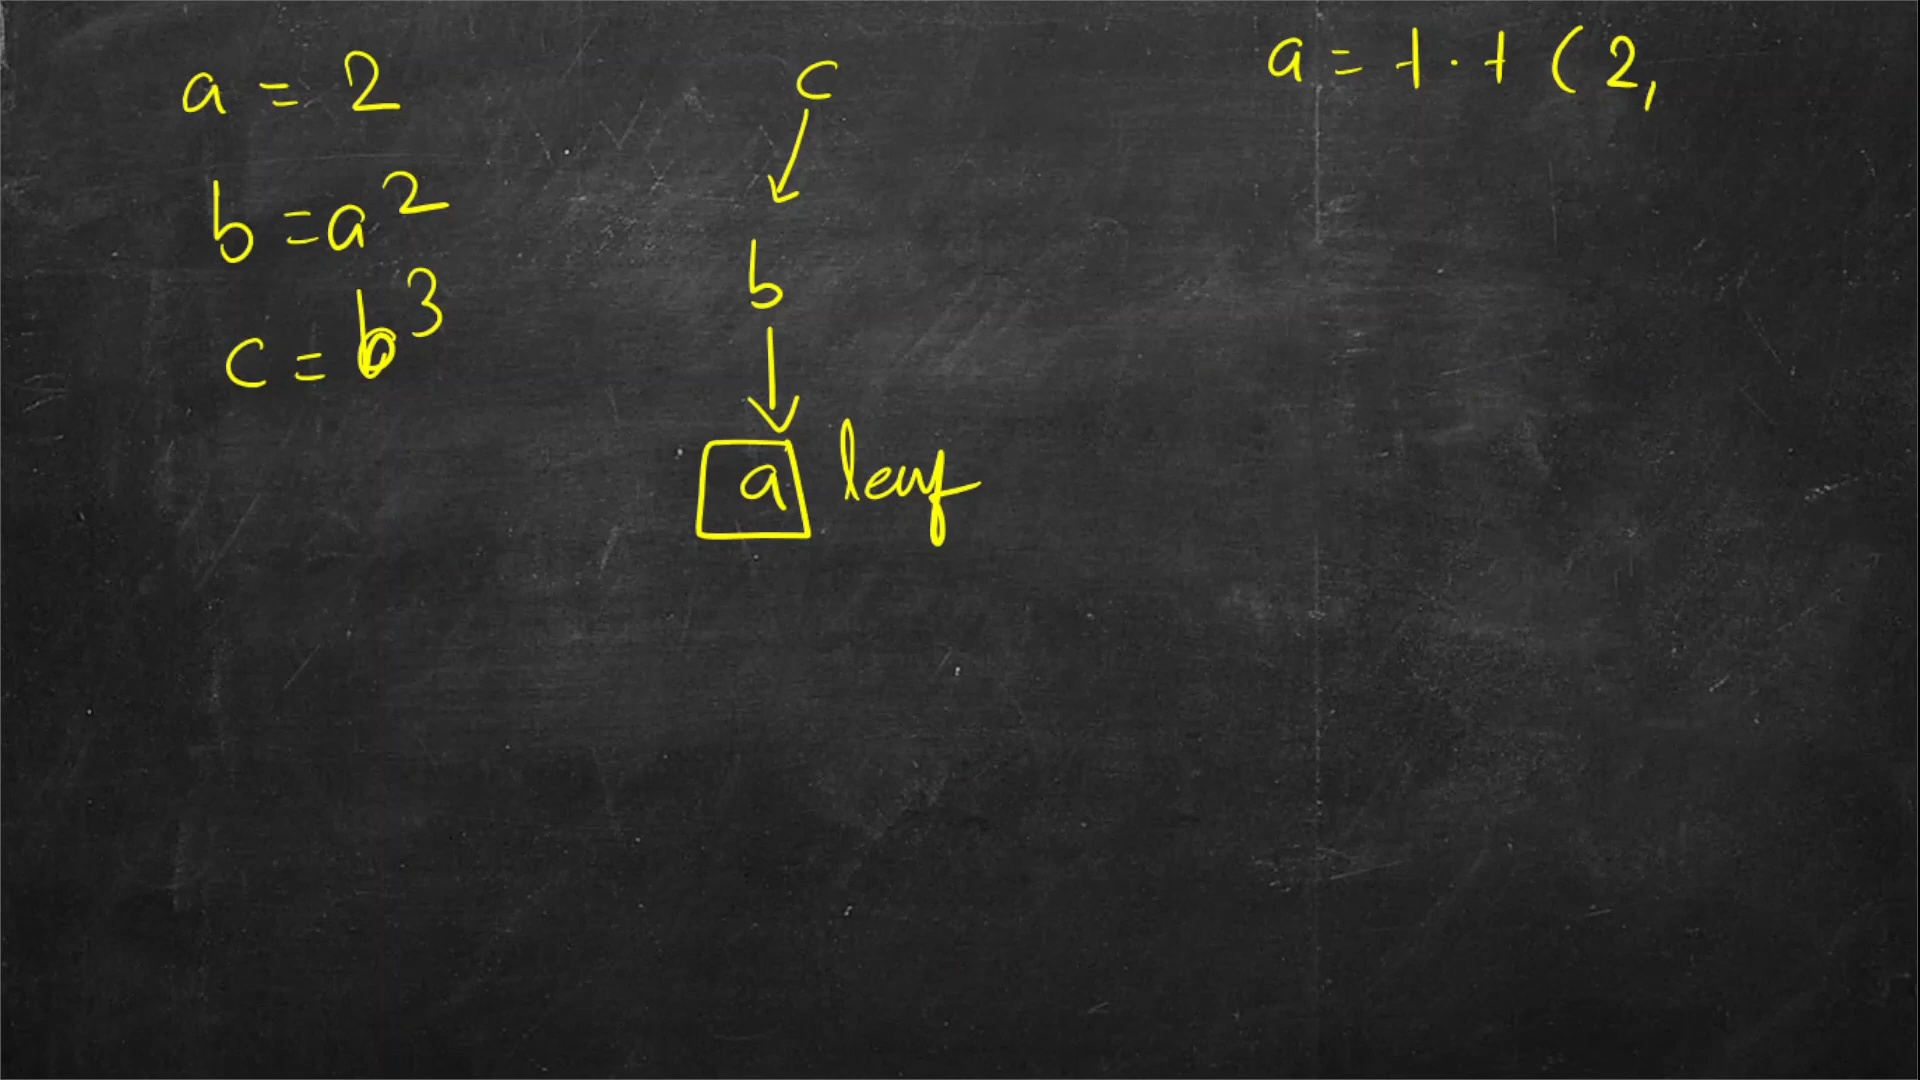 a = 2
b = a²
c = b³
c
b
a leaf
a = t.t (2,